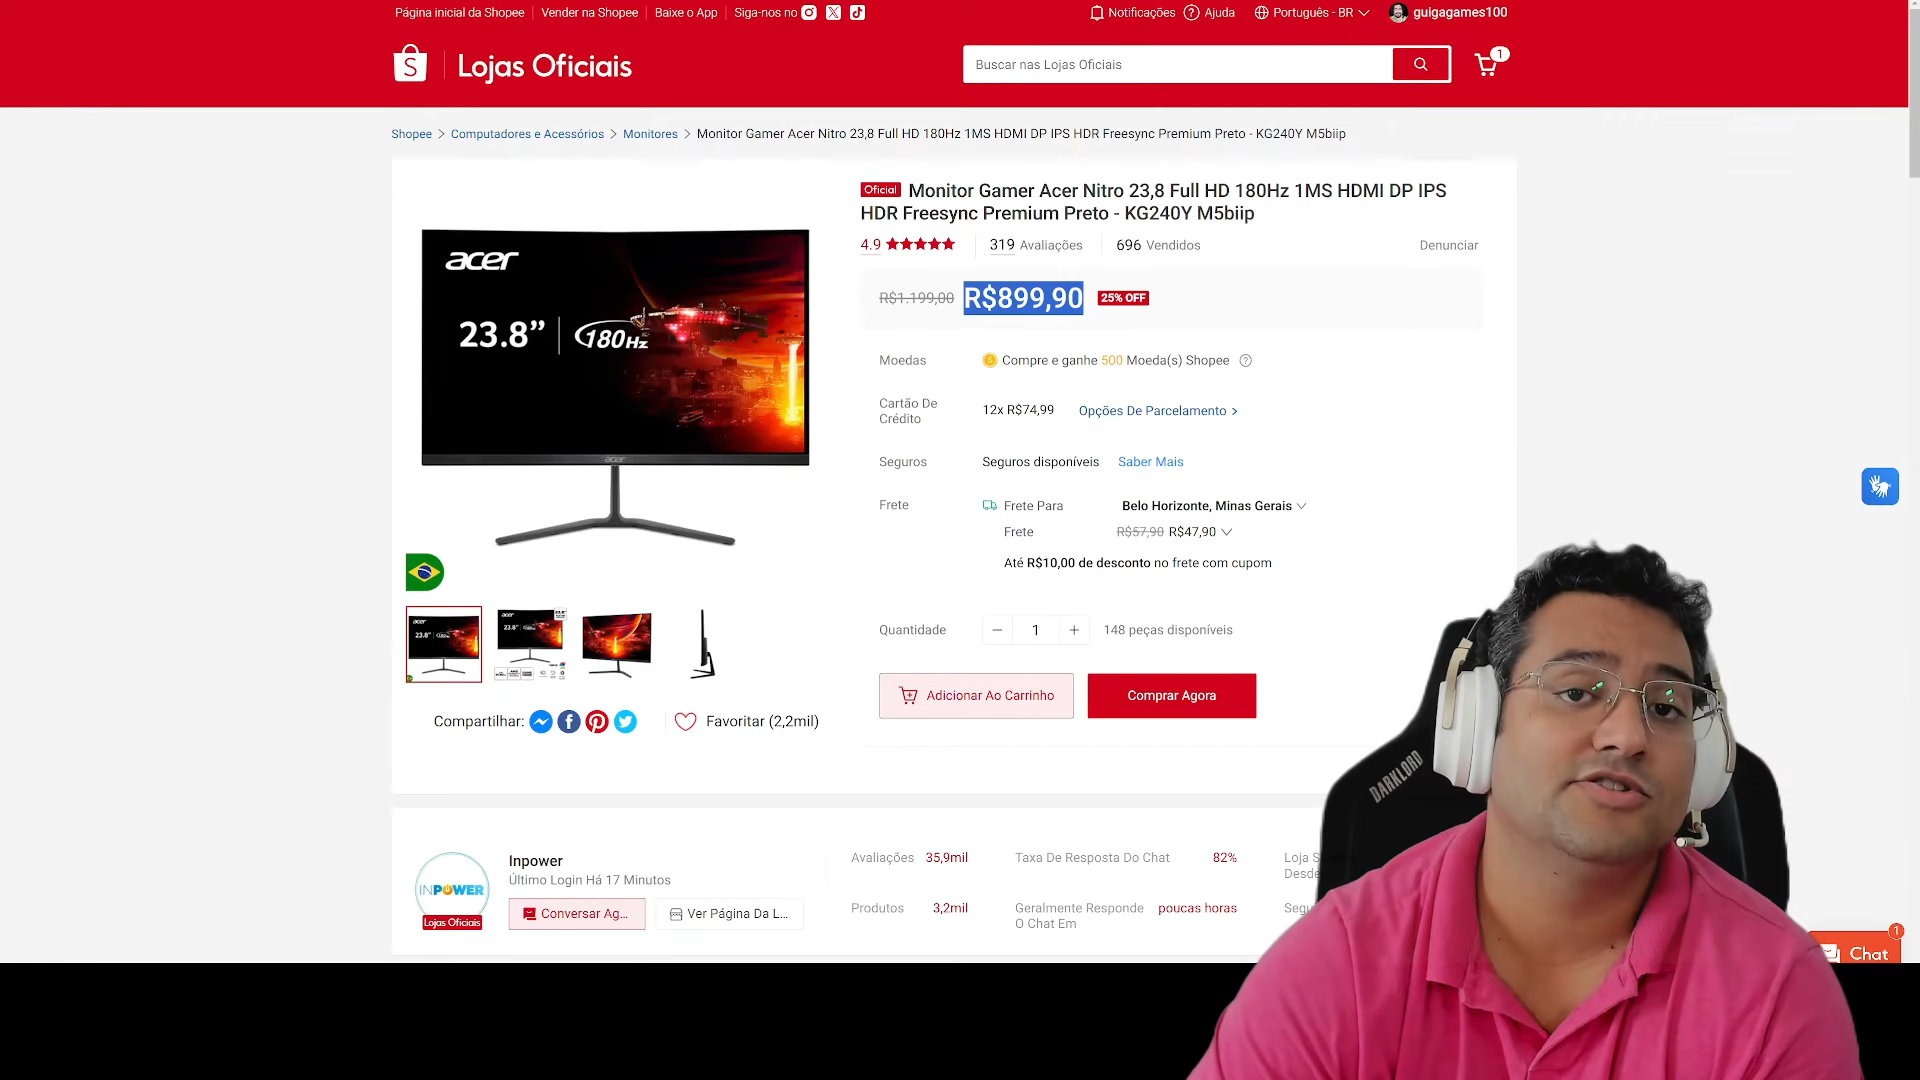 Página inicial da Shopee
Vender na Shopee
Baixe o App
Siga-nos no
Notificações
Ajuda
Português - BR
guigagames100
Lojas Oficiais
Buscar nas Lojas Oficiais
1
Shopee > Computadores e Acessórios > Monitores > Monitor Gamer Acer Nitro 23,8 Full HD 180Hz 1MS HDMI DP IPS HDR Freesync Premium Preto - KG240Y M5biip
acer
23.8” | 180Hz
acer
Oficial Monitor Gamer Acer Nitro 23,8 Full HD 180Hz 1MS HDMI DP IPS
HDR Freesync Premium Preto - KG240Y M5biip
4.9
319 Avaliações
696 Vendidos
Denunciar
R$1.199,00 R$899,90 25% OFF
Moedas
Compre e ganhe 500 Moeda(s) Shopee
Cartão De
Crédito
12x R$74,99
Opções De Parcelamento >
Seguros
Seguros disponíveis
Saber Mais
Frete
Frete Para
Belo Horizonte, Minas Gerais
Frete
R$57,90 R$47,90
Até R$10,00 de desconto no frete com cupom
Quantidade
− 1 +
148 peças disponíveis
Adicionar Ao Carrinho
Comprar Agora
Compartilhar:
Favoritar (2,2mil)
DARKLORD
INPOWER
Lojas Oficiais
Inpower
Último Login Há 17 Minutos
Conversar Ag...
Ver Página Da L...
Avaliações 35,9mil
Produtos 3,2mil
Taxa De Resposta Do Chat 82%
Geralmente Responde
O Chat Em
poucas horas
Loja
Desde
Chat
1